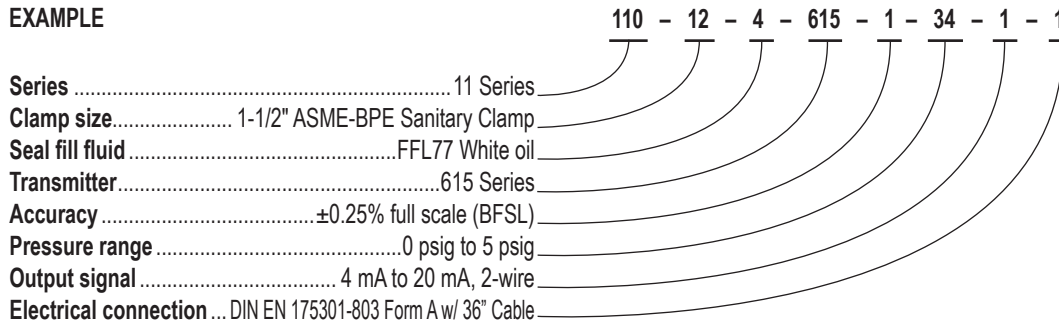 EXAMPLE 110 – 12 – 4 – 615 – 1 – 34 – 1 – 1
Series ........................................................................ 11 Series
Clamp size....................... 1-1/2" ASME-BPE Sanitary Clamp
Seal fill fluid ...................................................FFL77 White oil
Transmitter.............................................................615 Series
Accuracy ........................................±0.25% full scale (BFSL)
Pressure range ...............................................0 psig to 5 psig
Output signal ..................................... 4 mA to 20 mA, 2-wire
Electrical connection ... DIN EN 175301-803 Form A w/ 36” Cable